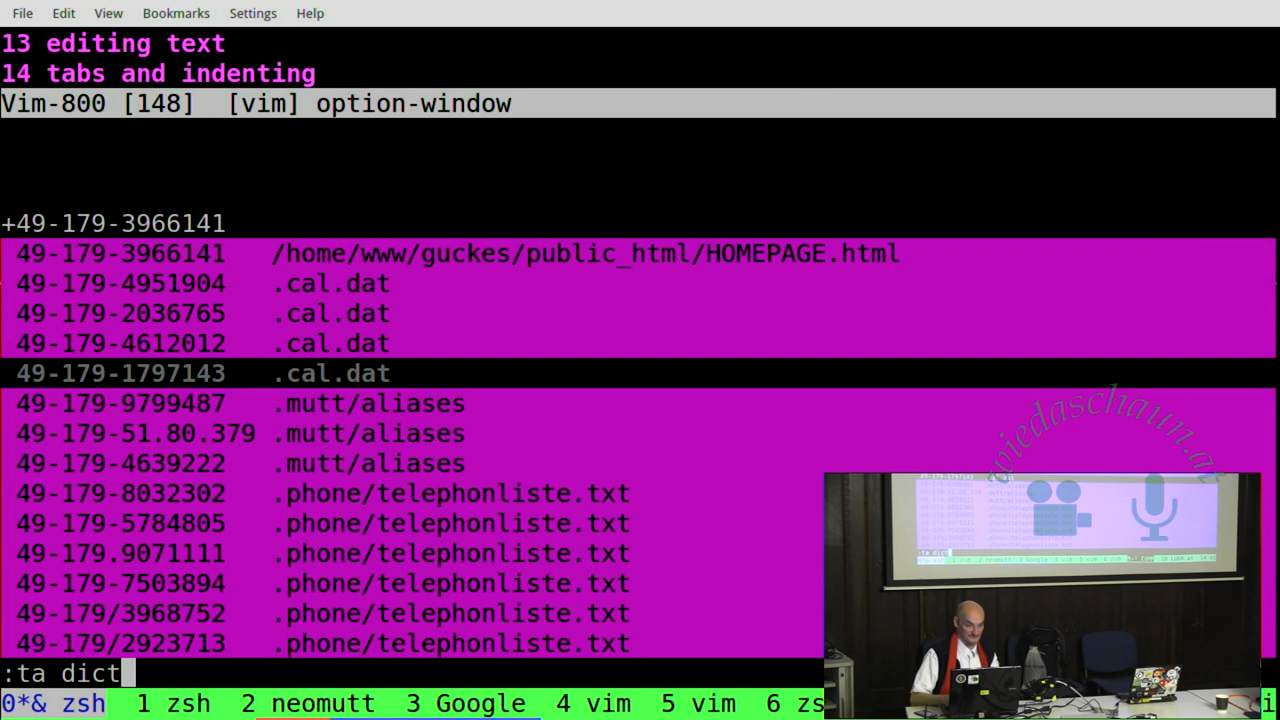 File Edit View Bookmarks Settings Help
13 editing text
14 tabs and indenting
Vim-800 [148] [vim] option-window
+49-179-3966141
49-179-3966141 /home/www/guckes/public_html/HOMEPAGE.html
49-179-4951904 .cal.dat
49-179-2036765 .cal.dat
49-179-4612012 .cal.dat
49-179-1797143 .cal.dat
49-179-9799487 .mutt/aliases
49-179-51.80.379 .mutt/aliases
49-179-4639222 .mutt/aliases
49-179-8032302 .phone/telephonliste.txt
49-179-5784805 .phone/telephonliste.txt
49-179.9071111 .phone/telephonliste.txt
49-179-7503894 .phone/telephonliste.txt
49-179/3968752 .phone/telephonliste.txt
49-179/2923713 .phone/telephonliste.txt
:ta dict
0*& zsh 1 zsh 2 neomutt 3 Google 4 vim 5 vim 6 zs
wiedaschaun.at
:ta dict